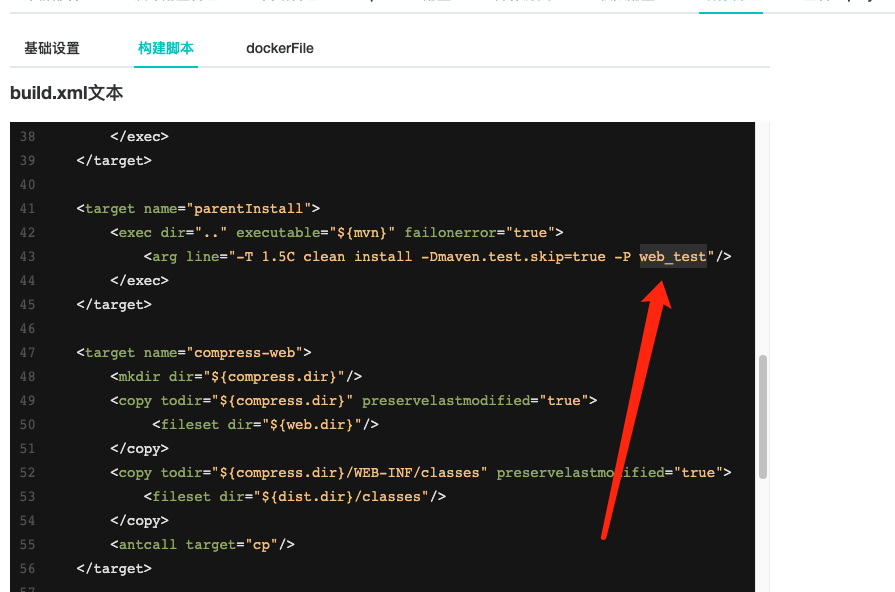 基础设置 构建脚本 dockerFile
build.xml文本
38 </exec>
39 </target>
40
41 <target name="parentInstall">
42 <exec dir=".." executable="${mvn}" failonerror="true">
43 <arg line="-T 1.5C clean install -Dmaven.test.skip=true -P web_test"/>
44 </exec>
45 </target>
46
47 <target name="compress-web">
48 <mkdir dir="${compress.dir}"/>
49 <copy todir="${compress.dir}" preservelastmodified="true">
50 <fileset dir="${web.dir}"/>
51 </copy>
52 <copy todir="${compress.dir}/WEB-INF/classes" preservelastmodified="true">
53 <fileset dir="${dist.dir}/classes"/>
54 </copy>
55 <antcall target="cp"/>
56 </target>
57